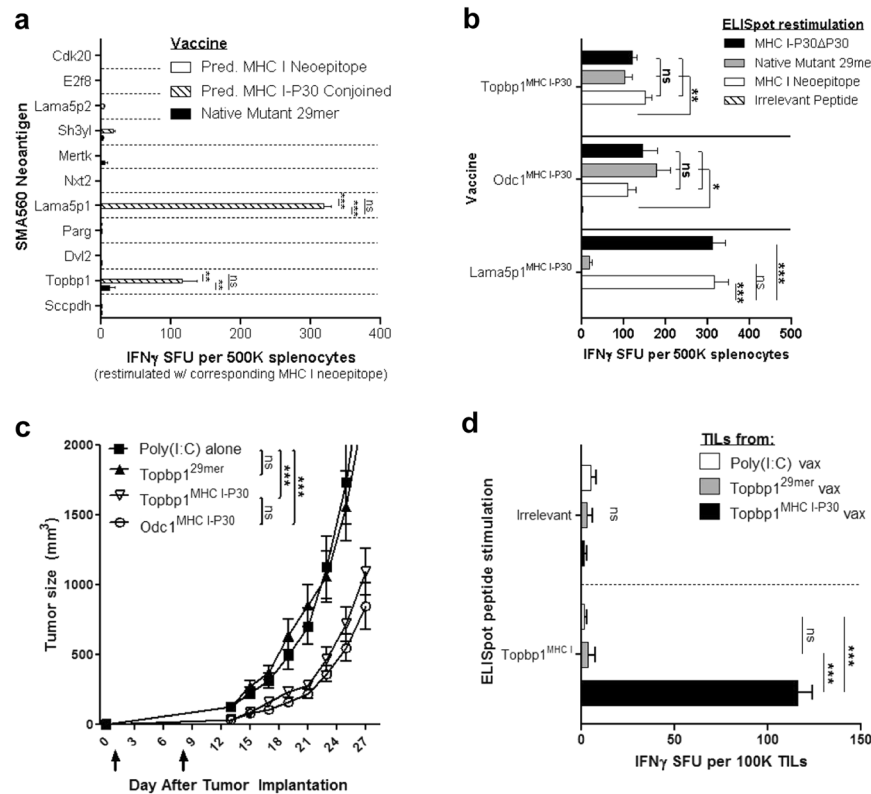 a
Vaccine
Pred. MHC I Neoepitope
Pred. MHC I-P30 Conjoined
Native Mutant 29mer
SMA560 Neoantigen
Cdk20
E2f8
Lama5p2
Sh3yl
Mertk
Nxt2
Lama5p1
Parg
Dvl2
Topbp1
Sccpdh
*** *** ns
** ** ns
0 100 200 300 400
IFNγ SFU per 500K splenocytes
(restimulated w/ corresponding MHC I neoepitope)
b
ELISpot restimulation
MHC I-P30ΔP30
Native Mutant 29mer
MHC I Neoepitope
Irrelevant Peptide
Vaccine
Topbp1MHC I-P30
ns **
Odc1MHC I-P30
ns *
Lama5p1MHC I-P30
*** ns ***
0 100 200 300 400 500
IFNγ SFU per 500K splenocytes
c
Poly(I:C) alone
Topbp129mer
Topbp1MHC I-P30
Odc1MHC I-P30
ns *** ***
ns
Tumor size (mm3)
2000
1500
1000
500
0
0 3 6 9 12 15 18 21 24 27
Day After Tumor Implantation
d
TILs from:
Poly(I:C) vax
Topbp129mer vax
Topbp1MHC I-P30 vax
ELISpot peptide stimulation
Irrelevant
ns
Topbp1MHC I
ns *** ***
0 50 100 150
IFNγ SFU per 100K TILs